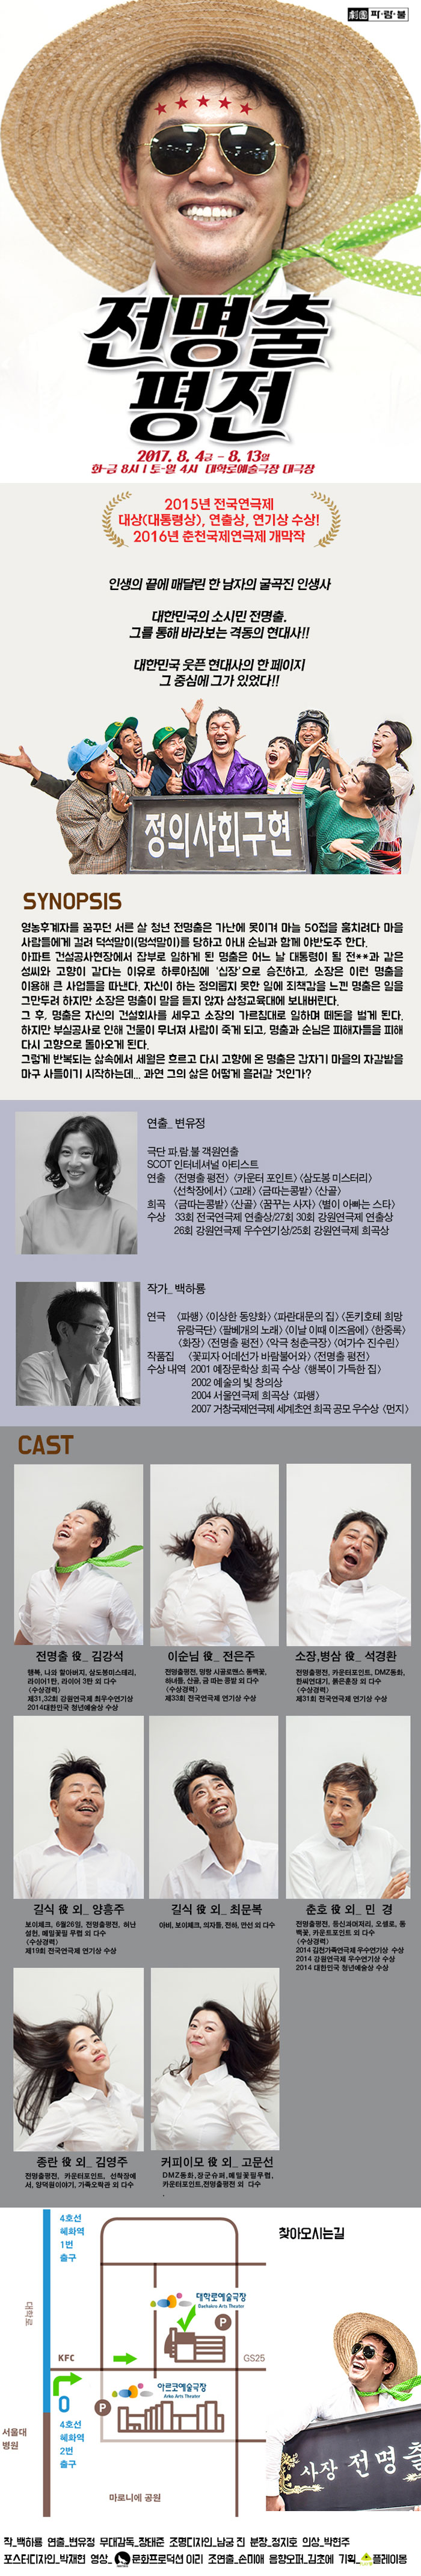 劇團 파·람·불
전명출
평전
2017. 8. 4금 - 8. 13일
화-금 8시 | 토-일 4시 대학로예술극장 대극장
2015년 전국연극제
대상(대통령상), 연출상, 연기상 수상!
2016년 춘천국제연극제 개막작
인생의 끝에 매달린 한 남자의 굴곡진 인생사
대한민국의 소시민 전명출.
그를 통해 바라보는 격동의 현대사!!
대한민국 웃픈 현대사의 한 페이지
그 중심에 그가 있었다!!
정의사회구현
SYNOPSIS
영농후계자를 꿈꾸던 서른 살 청년 전명출은 가난에 못이겨 마늘 50접을 훔치려다 마을
사람들에게 걸려 덕석말이(멍석말이)를 당하고 아내 순님과 함께 야반도주 한다.
아파트 건설공사현장에서 잡부로 일하게 된 명출은 어느 날 대통령이 될 전**과 같은
성씨와 고향이 같다는 이유로 하루아침에 '십장'으로 승진하고, 소장은 이런 명출을
이용해 큰 사업들을 따낸다. 자신이 하는 정의롭지 못한 일에 죄책감을 느낀 명출은 일을
그만두려 하지만 소장은 명출이 말을 듣지 않자 삼청교육대에 보내버린다.
그 후, 명출은 자신의 건설회사를 세우고 소장의 가르침대로 일하며 떼돈을 벌게 된다.
하지만 부실공사로 인해 건물이 무너져 사람이 죽게 되고, 명출과 순님은 피해자들을 피해
다시 고향으로 돌아오게 된다.
그렇게 반복되는 삶속에서 세월은 흐르고 다시 고향에 온 명출은 갑자기 마을의 자갈밭을
마구 사들이기 시작하는데... 과연 그의 삶은 어떻게 흘러갈 것인가?
연출_ 변유정
극단 파.람.불 객원연출
SCOT 인터네셔널 아티스트
연출 〈전명출 평전〉 〈카운터 포인트〉 〈삼도봉 미스터리〉
〈선착장에서〉 〈고래〉 〈금따는콩밭〉 〈산골〉
희곡 〈금따는콩밭〉 〈산골〉 〈꿈꾸는 사자〉 〈별이 아빠는 스타〉
수상 33회 전국연극제 연출상/27회 30회 강원연극제 연출상
26회 강원연극제 우수연기상/25회 강원연극제 희곡상
작가_ 백하룡
연극 〈파행〉 〈이상한 동양화〉 〈파란대문의 집〉 〈돈키호테 희망
유랑극단〉 〈팔베개의 노래〉 〈이날 이때 이즈음에〉 〈한중록〉
〈화장〉 〈전명출 평전〉 〈악극 청춘극장〉 〈여가수 진수린〉
작품집 〈꽃피자 어데선가 바람불어와〉 〈전명출 평전〉
수상 내역 2001 예장문학상 희곡 수상 〈행복이 가득한 집〉
2002 예술의 빛 창의상
2004 서울연극제 희곡상 〈파행〉
2007 거창국제연극제 세계초연 희곡 공모 우수상 〈먼지〉
CAST
전명출 役_ 김강석
행복, 나와 할아버지, 삼도봉미스테리,
라이어1탄, 라이어 3탄 외 다수
〈수상경력〉
제31,32회 강원연극제 최우수연기상
2014대한민국 청년예술상 수상
이순님 役_ 전은주
전명출평전, 명랑 시골로맨스 동백꽃,
하녀들, 산골, 금 따는 콩밭 외 다수
〈수상경력〉
제33회 전국연극제 연기상 수상
소장,병삼 役_ 석경환
전명출평전, 카운터포인트, DMZ동화,
한씨연대기, 붉은훈장 외 다수
〈수상경력〉
제31회 전국연극제 연기상 수상
길식 役 외_ 양흥주
보이체크, 6월26일, 전명출평전, 허난
설헌, 메밀꽃필 무렵 외 다수
〈수상경력〉
제19회 전국연극제 연기상 수상
길식 役 외_ 최문복
아비, 보이체크, 의자들, 전하, 만선 외 다수
춘호 役 외_ 민 경
전명출평전, 등신과머저리, 오셀로, 동
백꽃, 카운트포인트 외 다수
〈수상경력〉
2014 김천가족연극제 우수연기상 수상
2014 강원연극제 우수연기상 수상
2014 대한민국 청년예술상 수상
종란 役 외_ 김영주
전명출평전, 카운터포인트, 선착장에
서, 양덕원이야기, 가족오락관 외 다수
커피이모 役 외_ 고문선
DMZ동화,장군슈퍼,메밀꽃필무렵,
카운터포인트,전명출평전 외 다수
찾아오시는길
4호선
혜화역
1번
출구
대학로
대학로예술극장
Daehakro Arts Theater
P
KFC
GS25
아르코예술극장
Arko Arts Theater
P
4호선
혜화역
2번
출구
서울대
병원
마로니에 공원
사장 전명출
작_백하룡 연출_변유정 무대감독_장태준 조명디자인_남궁 진 분장_정지호 의상_박현주
포스터디자인_박재현 영상_ 문화프로덕션 이리 조연출_손미애 음향오퍼_김초에 기획_ 플레이몽